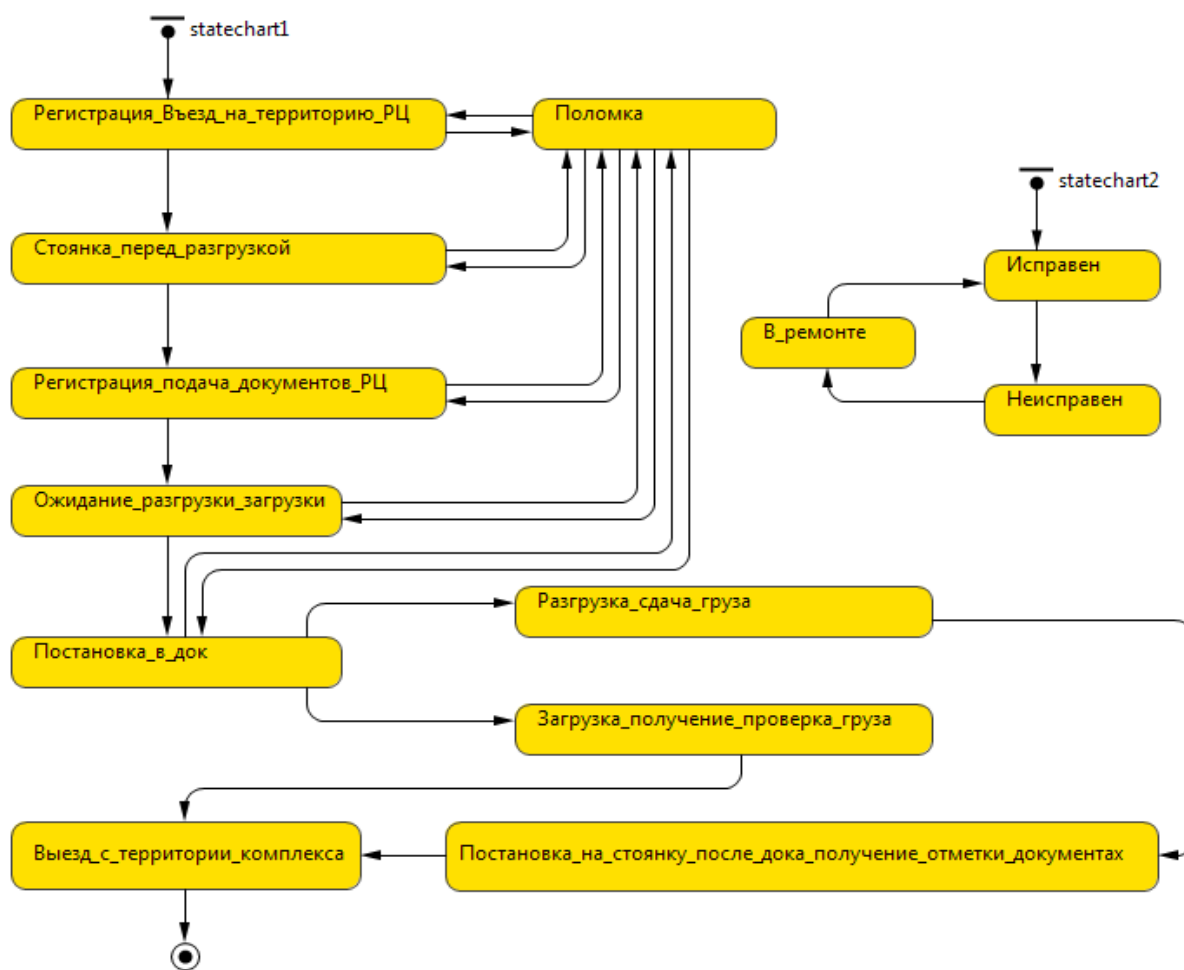 statechart1
Регистрация_Въезд_на_территорию_РЦ
Поломка
statechart2
Стоянка_перед_разгрузкой
Исправен
В_ремонте
Регистрация_подача_документов_РЦ
Неисправен
Ожидание_разгрузки_загрузки
Разгрузка_сдача_груза
Постановка_в_док
Загрузка_получение_проверка_груза
Выезд_с_территории_комплекса
Постановка_на_стоянку_после_дока_получение_отметки_документах